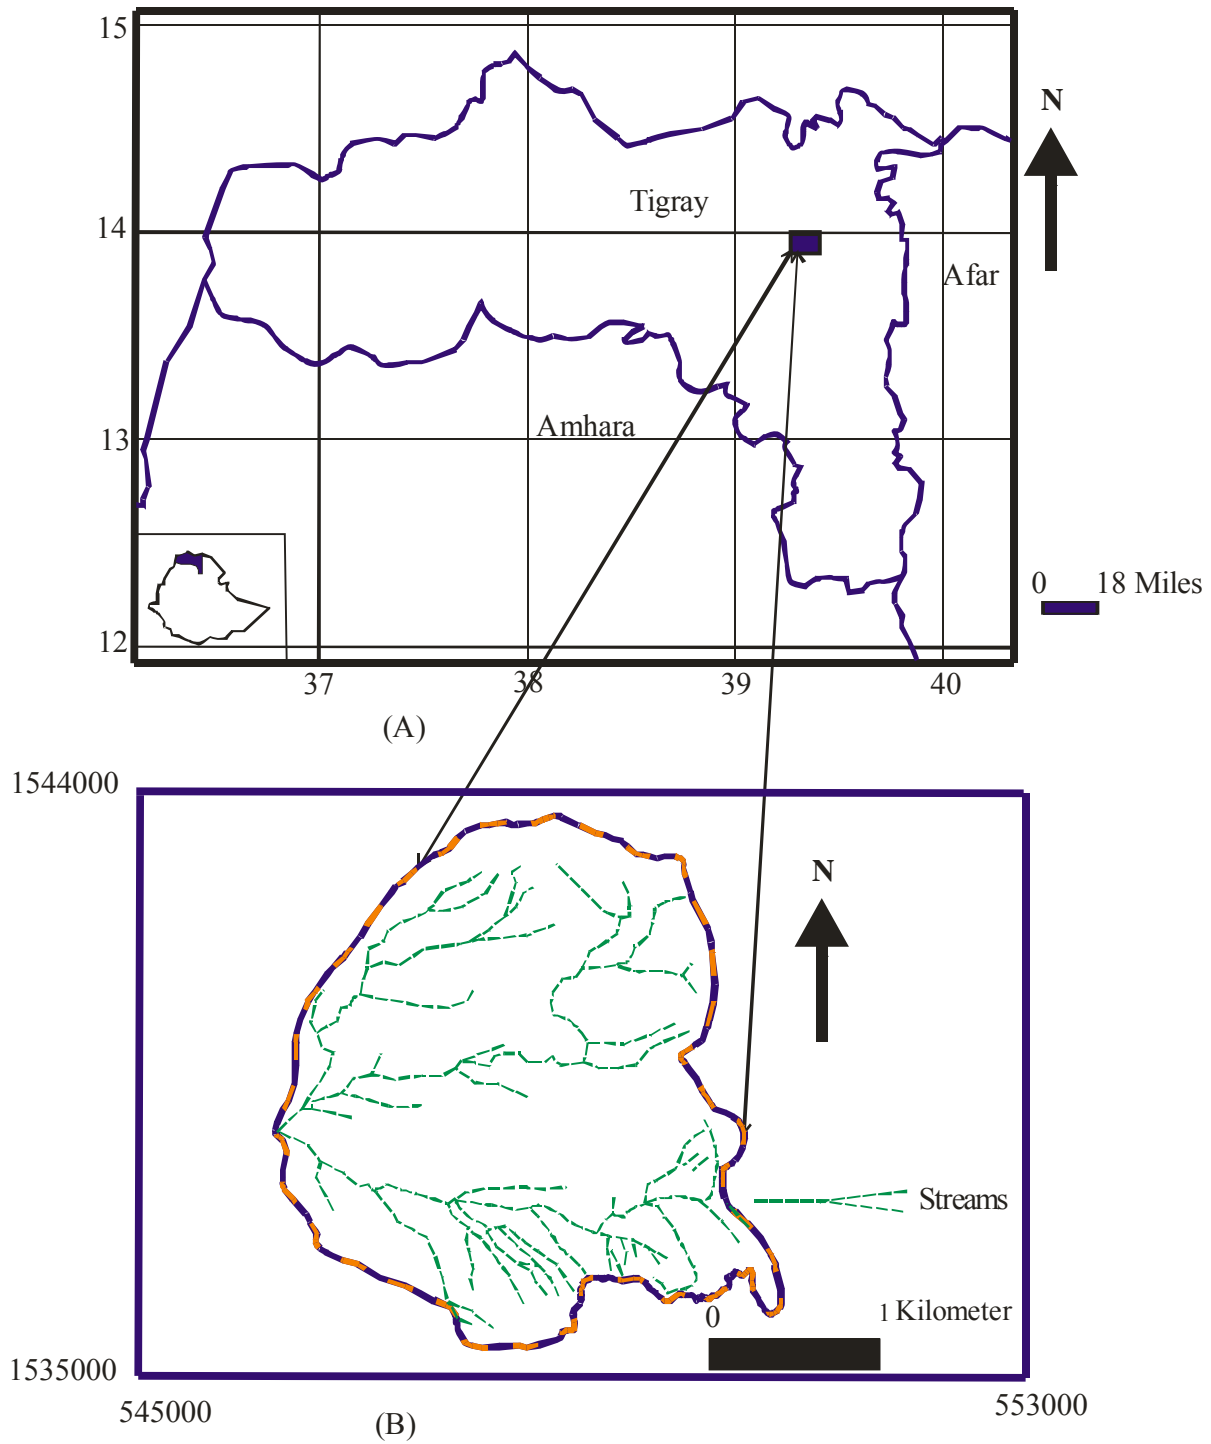 15
N
Tigray
14
Afar
Amhara
13
0 18 Miles
12
37 38 39 40
(A)
1544000
N
Streams
0 1 Kilometer
1535000
545000 553000
(B)